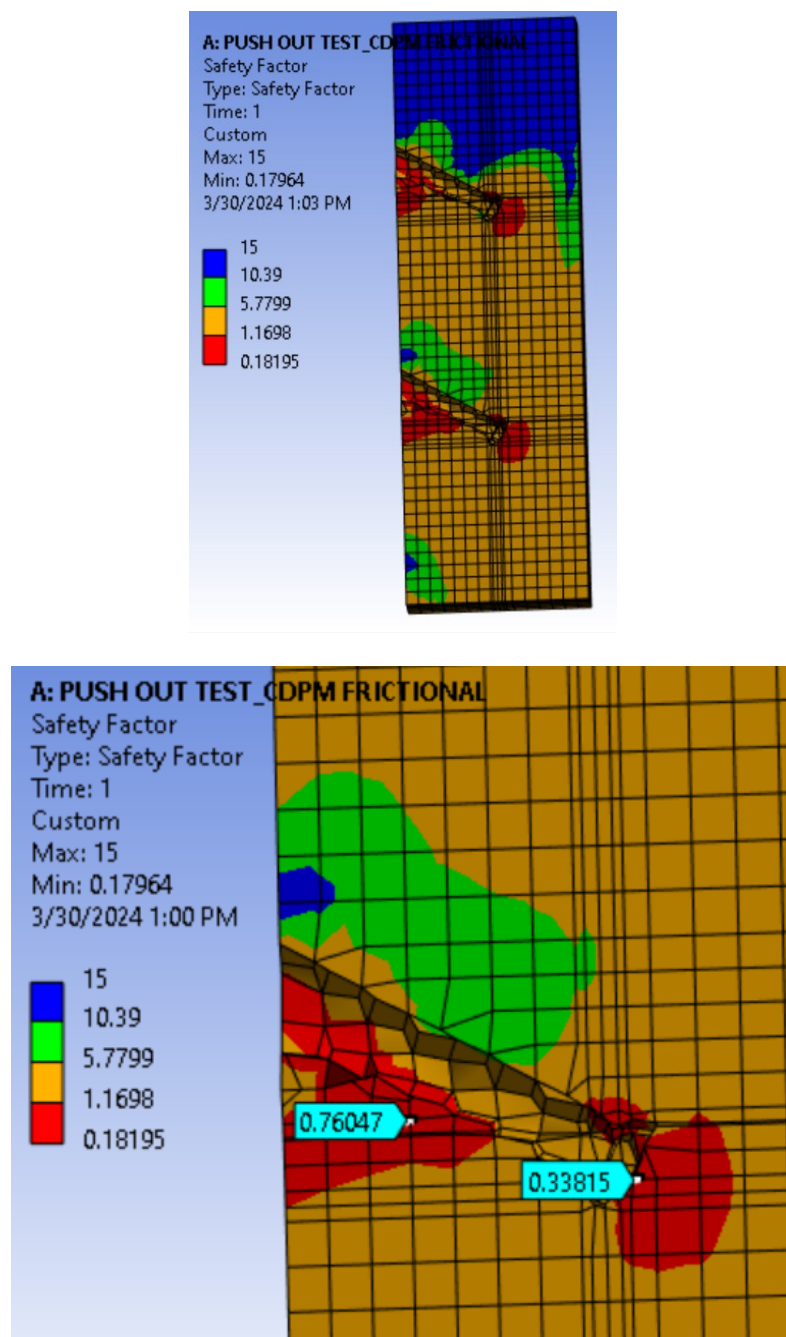 A: PUSH OUT TEST_CDPM FRICTIONAL
Safety Factor
Type: Safety Factor
Time: 1
Custom
Max: 15
Min: 0.17964
3/30/2024 1:03 PM
15
10.39
5.7799
1.1698
0.18195
A: PUSH OUT TEST_CDPM FRICTIONAL
Safety Factor
Type: Safety Factor
Time: 1
Custom
Max: 15
Min: 0.17964
3/30/2024 1:00 PM
15
10.39
5.7799
1.1698
0.18195
0.76047
0.33815